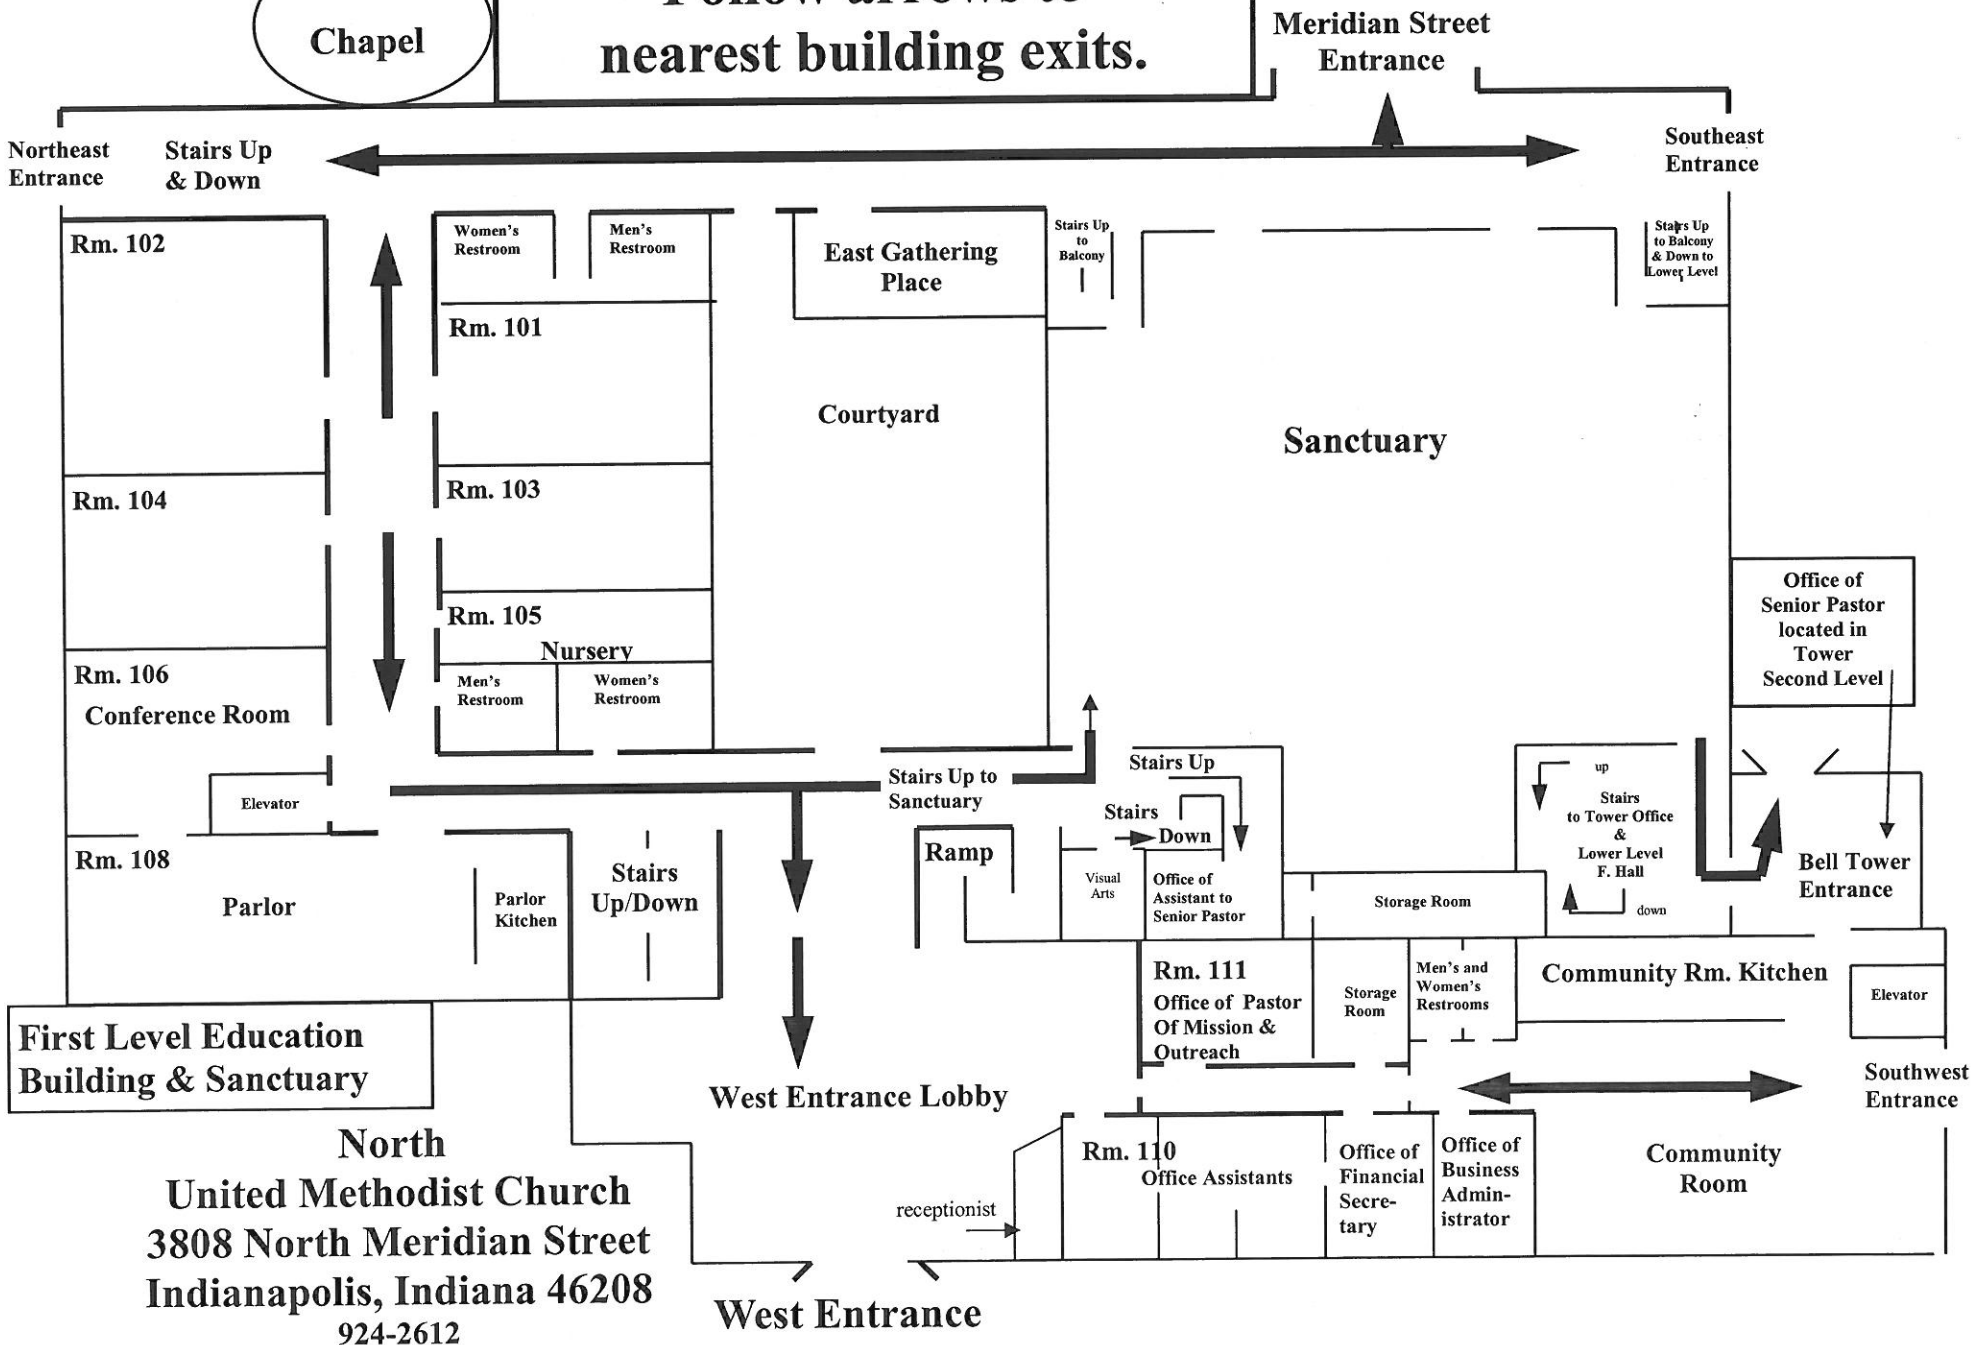 Chapel
Follow arrows to
nearest building exits.
Meridian Street
Entrance
Northeast
Entrance
Stairs Up
& Down
Southeast
Entrance
Rm. 102
Women's
Restroom
Men's
Restroom
East Gathering
Place
Stairs Up
to
Balcony
Stairs Up
to Balcony
& Down to
Lower Level
Rm. 101
Courtyard
Sanctuary
Rm. 104
Rm. 103
Rm. 105
Nursery
Office of
Senior Pastor
located in
Tower
Second Level
Rm. 106
Conference Room
Men's
Restroom
Women's
Restroom
Elevator
Stairs Up to
Sanctuary
Stairs Up
Stairs
Down
up
Stairs
to Tower Office
&
Lower Level
F. Hall
down
Bell Tower
Entrance
Rm. 108
Parlor
Parlor
Kitchen
Stairs
Up/Down
Ramp
Visual
Arts
Office of
Assistant to
Senior Pastor
Storage Room
Rm. 111
Office of Pastor
Of Mission &
Outreach
Storage
Room
Men's and
Women's
Restrooms
Community Rm. Kitchen
Elevator
First Level Education
Building & Sanctuary
West Entrance Lobby
Southwest
Entrance
Rm. 110
Office Assistants
Office of
Financial
Secre-
tary
Office of
Business
Admin-
istrator
Community
Room
receptionist
North
United Methodist Church
3808 North Meridian Street
Indianapolis, Indiana 46208
924-2612
West Entrance